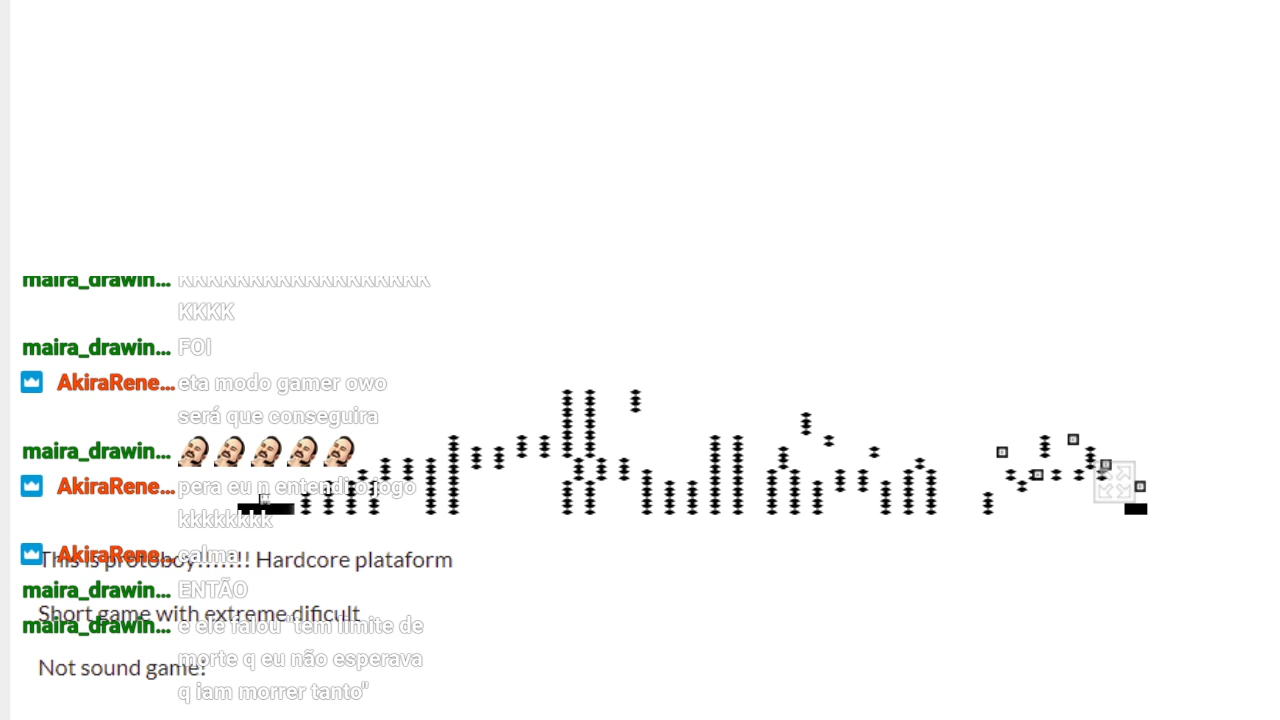 maira_drawin... KKKKKKKKKKKKKKKKKKK
KKKK
maira_drawin... FOI
AkiraRene... eta modo gamer owo
será que conseguira
maira_drawin...
AkiraRene... pera eu n entendi o jogo
kkkkkkkk
AkiraRene... calma
This is protoboy.......!! Hardcore plataform
maira_drawin... ENTÃO
Short game with extreme dificult
maira_drawin... e ele falou "tem limite de
morte q eu não esperava
Not sound game!
q iam morrer tanto"